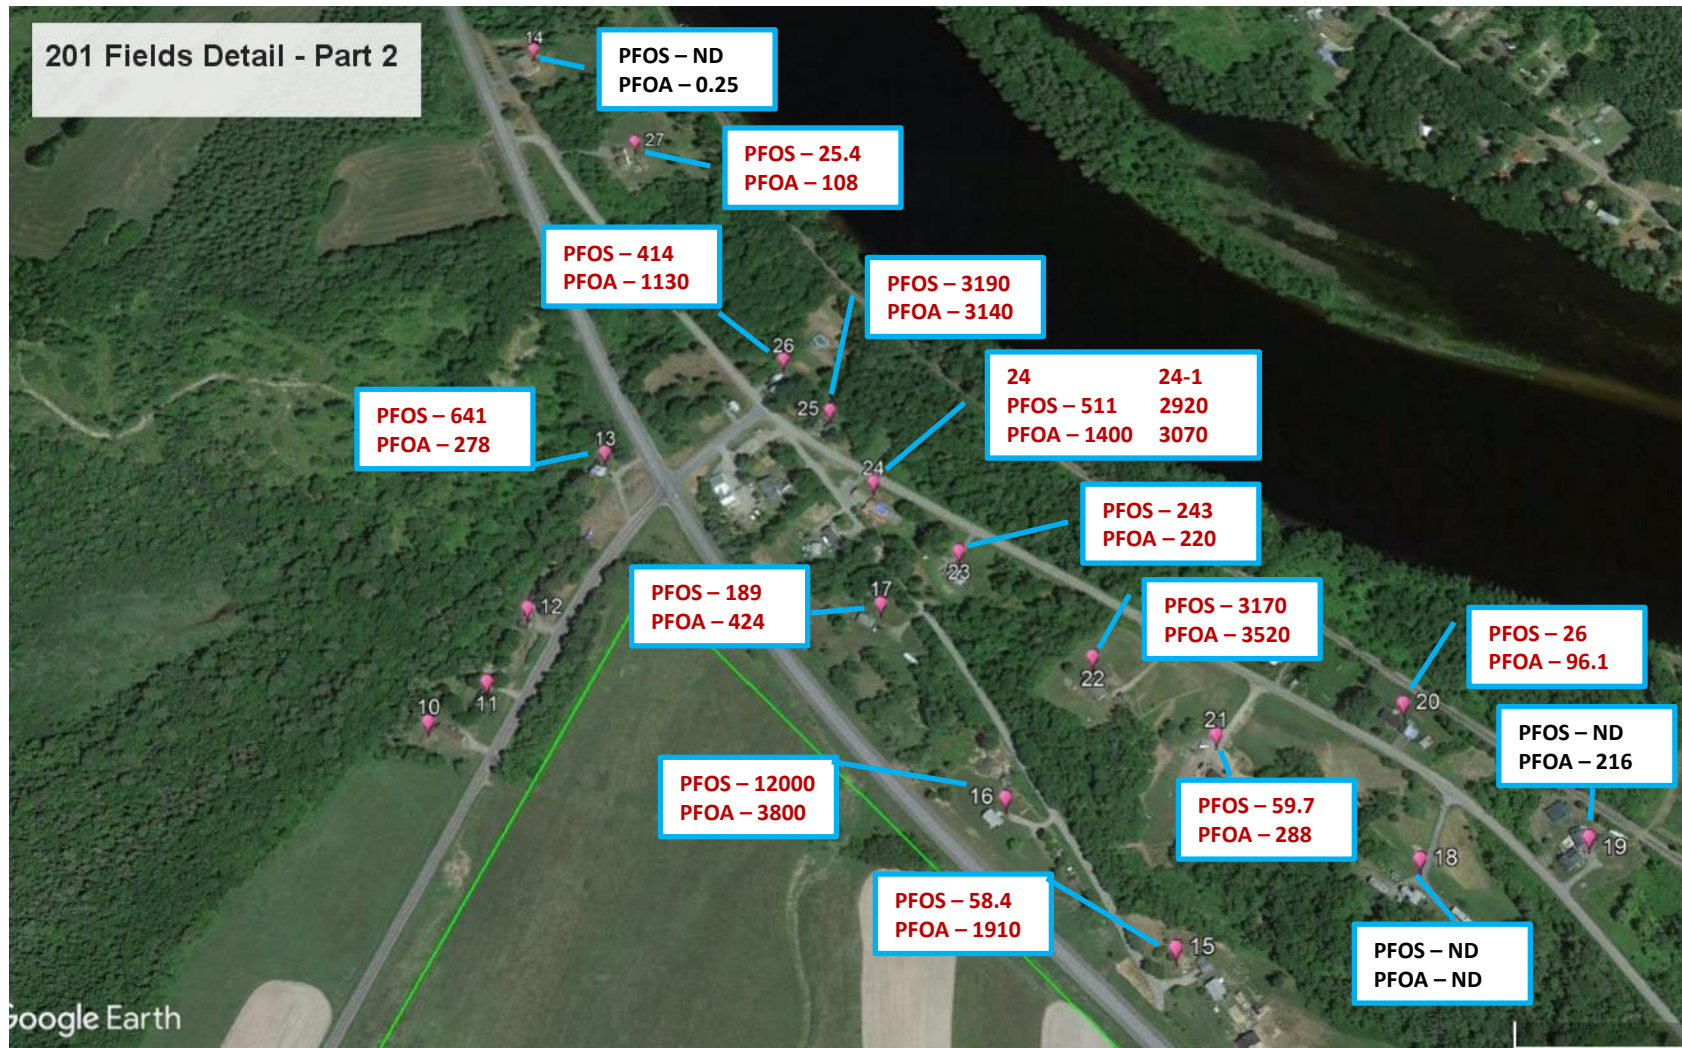 201 Fields Detail - Part 2
14
PFOS – ND
PFOA – 0.25
27
PFOS – 25.4
PFOA – 108
PFOS – 414
PFOA – 1130
26
PFOS – 3190
PFOA – 3140
25
24 24-1
PFOS – 511 2920
PFOA – 1400 3070
24
PFOS – 641
PFOA – 278
13
PFOS – 243
PFOA – 220
23
PFOS – 189
PFOA – 424
17
12
PFOS – 3170
PFOA – 3520
22
PFOS – 26
PFOA – 96.1
20
11
10
21
PFOS – ND
PFOA – 216
19
PFOS – 12000
PFOA – 3800
16
PFOS – 59.7
PFOA – 288
18
PFOS – 58.4
PFOA – 1910
15
PFOS – ND
PFOA – ND
Google Earth